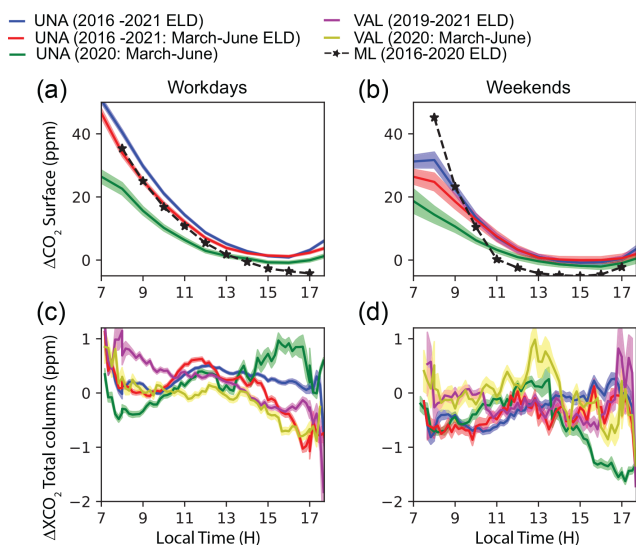 UNA (2016 -2021 ELD)
UNA (2016 -2021: March-June ELD)
UNA (2020: March-June)
VAL (2019-2021 ELD)
VAL (2020: March-June)
ML (2016-2020 ELD)
(a) Workdays
(b) Weekends
ΔCO₂ Surface (ppm)
40
20
0
7 9 11 13 15 17
7 9 11 13 15 17
(c)
(d)
ΔXCO₂ Total columns (ppm)
1
0
−1
−2
1
0
−1
−2
7 9 11 13 15 17
Local Time (H)
7 9 11 13 15 17
Local Time (H)